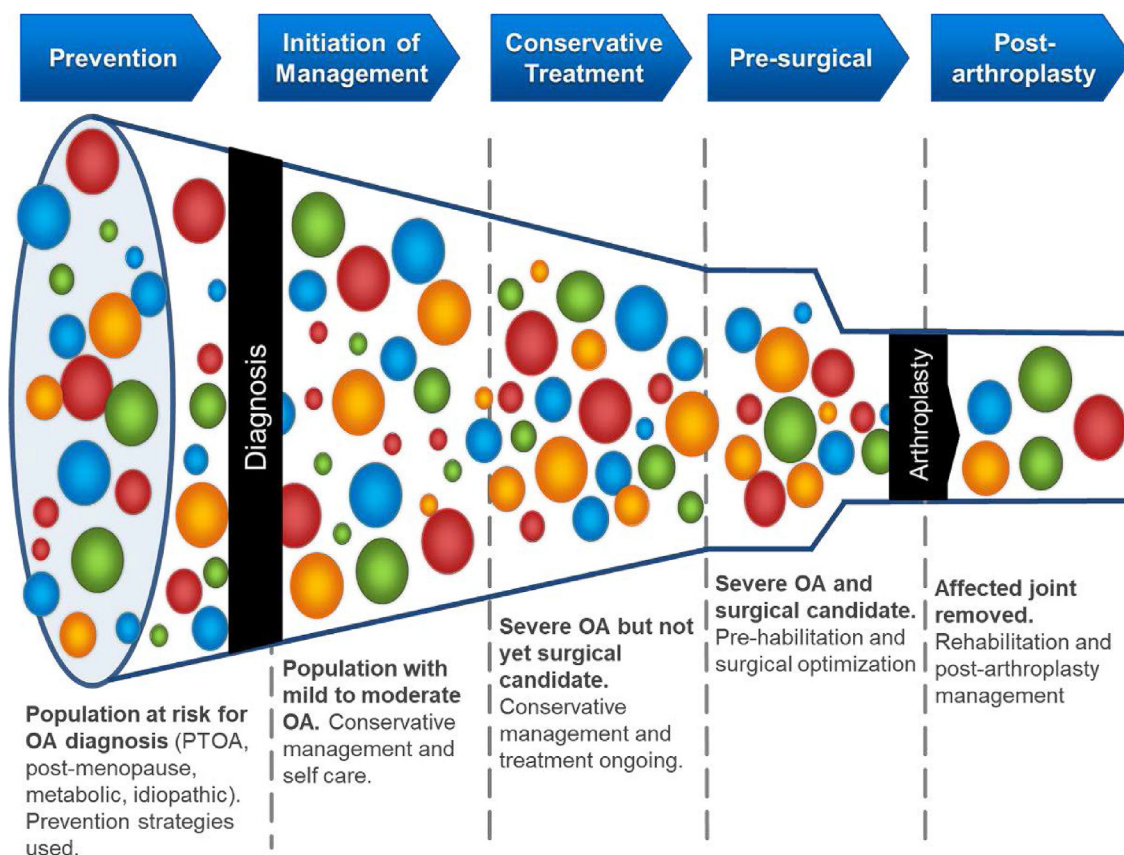 Prevention
Initiation of
Management
Conservative
Treatment
Pre-surgical
Post-
arthroplasty
Diagnosis
Arthroplasty
Population at risk for
OA diagnosis (PTOA,
post-menopause,
metabolic, idiopathic).
Prevention strategies
used.
Population with
mild to moderate
OA. Conservative
management and
self care.
Severe OA but not
yet surgical
candidate.
Conservative
management and
treatment ongoing.
Severe OA and
surgical candidate.
Pre-habilitation and
surgical optimization
Affected joint
removed.
Rehabilitation and
post-arthroplasty
management